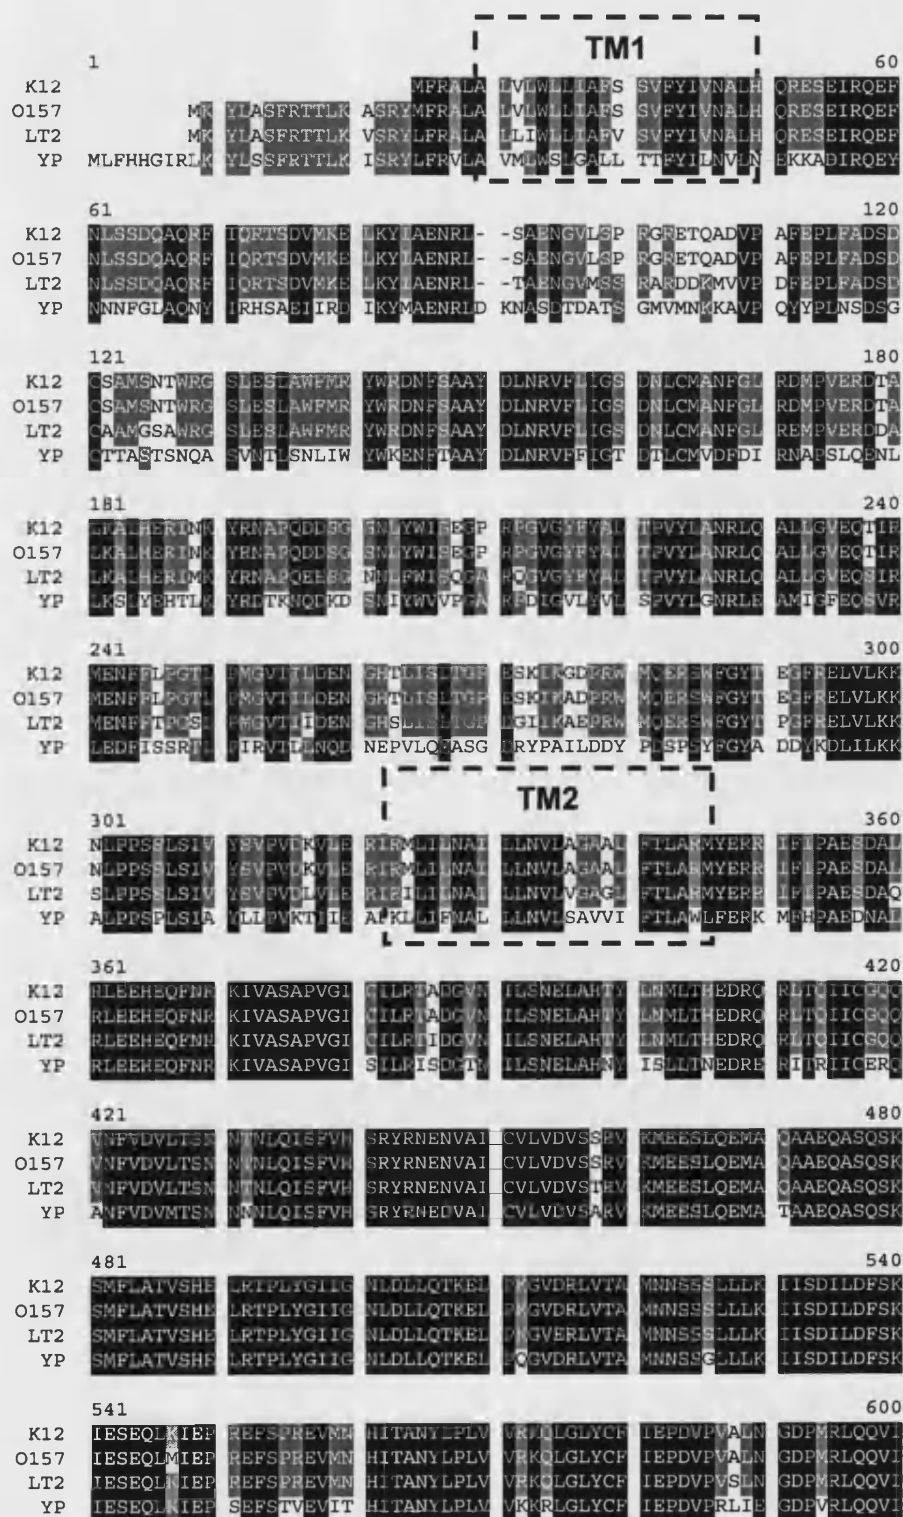 TM1
1 60
K12 MFRALA LVLWLLIAFS SVFYIVNALH QRESEIRQEF
O157 MK YLASFRTTLK ASRYMFRALA LVLWLLIAFS SVFYIVNALH QRESEIRQEF
LT2 MK YLASFRTTLK VSRYLFRALA LLIWLLIAFV SVFYIVNALH QRESEIRQEF
YP MLFHHGIRLK YLSSFRTTLK ISRYLFRVLA VMLWSLGALL TTFYILNVLN EKKADIRQEY
61 120
K12 NLSSDQAQRF IQRTSDVMKE LKYLAENRL- -SAENGVLSP RGRETQADVP AFEPLFADSD
O157 NLSSDQAQRF IQRTSDVMKE LKYLAENRL- -SAENGVLSP RGRETQADVP AFEPLFADSD
LT2 NLSSDQAQRF IQRTSDVMKE LKYLAENRL- -TAENGVMSS RARDDKMVVP DFEPLFADSD
YP NNNFGLAQNY IRHSAEIIRD IKYMAENRLD KNASDTDATS GMVMNKKAVP QYYPLNSDSG
121 180
K12 CSAMSNTWRG SLESLAWFMR YWRDNFSAAY DLNRVFLIGS DNLCMANFGL RDMPVERDTA
O157 CSAMSNTWRG SLESLAWFMR YWRDNFSAAY DLNRVFLIGS DNLCMANFGL RDMPVERDTA
LT2 CAAMGSAWRG SLESLAWFMR YWRDNFSAAY DLNRVFLIGS DNLCMANFGL REMPVERDDA
YP CTTASTSNQA SVNTLSNLIW YWKENFTAAY DLNRVFFIGT DTLCMVDFDI RNAPSLQENL
181 240
K12 LKALHERINK YRNAPQDDSG GNLYWISEGP RPGVGYFYAL TPVYLANRLQ ALLGVEQTIR
O157 LKALHERINK YRNAPQDDSG SNLYWISEGP RPGVGYFYAL TPVYLANRLQ ALLGVEQTIR
LT2 LKALHERIMK YRNAPQEESG NNLFWISQGA RQGVGYFYAL TPVYLANRLQ ALLGVEQSIR
YP LKSLYEHTLK YRDTKNQDKD SNIYWVVPGA RPDIGVLYVL SPVYLGNRLE AMIGFEQSVR
241 300
K12 MENFFLPGTL PMGVTILDEN GHTLISLTGP ESKIKGDPRW MQERSWFGYT EGFRELVLKK
O157 MENFFLPGTL PMGVTILDEN GHTLISLTGP ESKIKADPRW MQERSWFGYT EGFRELVLKK
LT2 MENFFTPGSL PMGVTIIDEN GHSLISLTGP LGIIKAEPRW MQERSWFGYT PGFRELVLKK
YP LEDFISSRTL PIRVTLLNQD NEPVLQFASG DRYPAILDDY PDSPSYFGYA DDYKDLILKK
TM2
301 360
K12 NLPPSSLSIV YSVPVDKVLE RIRMLILNAI LLNVLAGAAL FTLARMYERR IFIPAESDAL
O157 NLPPSSLSIV YSVPVDKVLE RIRMLILNAI LLNVLAGAAL FTLARMYERR IFIPAESDAL
LT2 SLPPSSLSIV YSVPVDLVLE RIRILILNAI LLNVLVGAGL FTLARMYERR IFIPAESDAQ
YP ALPPSPLSIA YLLPVKTLIE ALKLLIFNAL LLNVLSAVVI FTLAWLFERK MFHPAEDNAL
361 420
K12 RLEEHEQFNR KIVASAPVGI CILRTADGVN ILSNELAHTY LNMLTHEDRQ RLTQIICGQQ
O157 RLEEHEQFNR KIVASAPVGI CILRTADGVN ILSNELAHTY LNMLTHEDRQ RLTQIICGQQ
LT2 RLEEHEQFNR KIVASAPVGI CILRTIDGVN ILSNELAHTY LNMLTHEDRQ RLTQIICGQQ
YP RLEEHEQFNR KIVASAPVGI SILRISDGTN ILSNELAHNY ISLLTNEDRE RITRIICERQ
421 480
K12 VNFVDVLTSN NTNLQISFVH SRYRNENVAI CVLVDVSSRV KMEESLQEMA QAAEQASQSK
O157 VNFVDVLTSN NTNLQISFVH SRYRNENVAI CVLVDVSSRV KMEESLQEMA QAAEQASQSK
LT2 VNFVDVLTSN NTNLQISFVH SRYRNENVAI CVLVDVSTRV KMEESLQEMA QAAEQASQSK
YP ANFVDVMTSN NNNLQISFVH SRYRNEDVAI CVLVDVSARV KMEESLQEMA TAAEQASQSK
481 540
K12 SMFLATVSHE LRTPLYGIIG NLDLLQTKEL PKGVDRLVTA MNNSSSLLLK IISDILDFSK
O157 SMFLATVSHE LRTPLYGIIG NLDLLQTKEL PKGVDRLVTA MNNSSSLLLK IISDILDFSK
LT2 SMFLATVSHE LRTPLYGIIG NLDLLQTKEL PNGVERLVTA MNNSSSLLLK IISDILDFSK
YP SMFLATVSHE LRTPLYGIIG NLDLLQTKEL PQGVDRLVTA MNNSSGLLLK IISDILDFSK
541 600
K12 IESEQLKIEP REFSPREVMN HITANYLPLV VRKQLGLYCF IEPDVPVALN GDPMRLQQVI
O157 IESEQLMIEP REFSPREVMN HITANYLPLV VRKQLGLYCF IEPDVPVALN GDPMRLQQVI
LT2 IESEQLKIEP REFSPREVMN HITANYLPLV VRKQLGLYCF IEPDVPVSLN GDPMRLQQVI
YP IESEQLKIEP SEFSTVEVIT HITANYLPLV VKKRLGLYCF IEPDVPRLIE GDPVRLQQVI